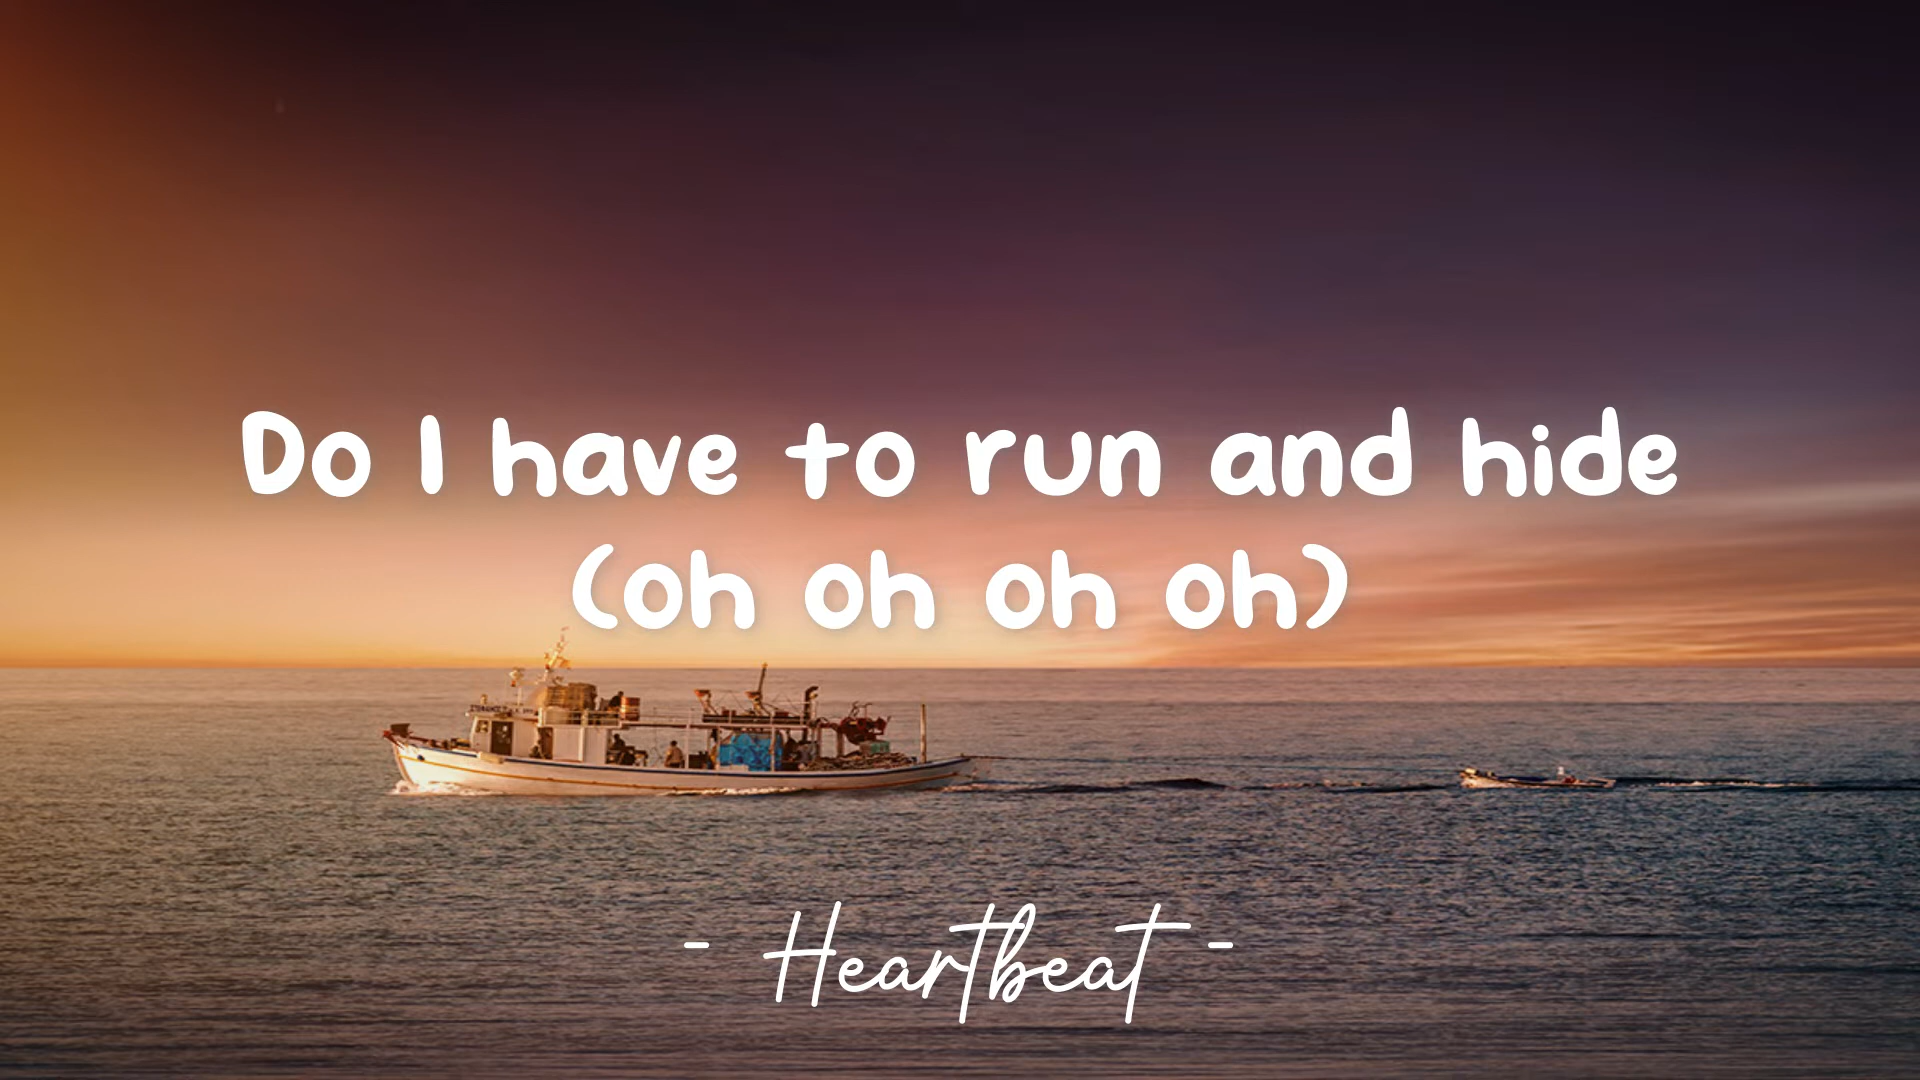 Do I have to run and hide
(oh oh oh oh)
- Heartbeat -